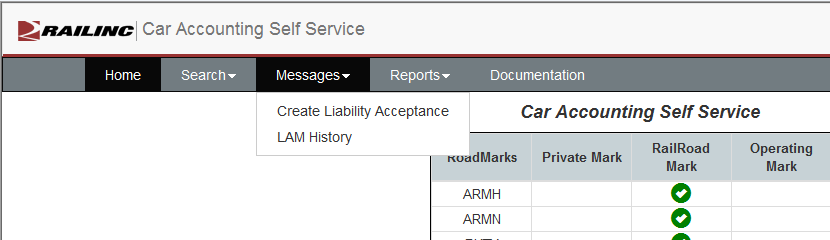 RAILINC Car Accounting Self Service
Home Search Messages Reports Documentation
Create Liability Acceptance
LAM History
Car Accounting Self Service
RoadMarks Private Mark RailRoad Mark Operating Mark
ARMH
ARMN